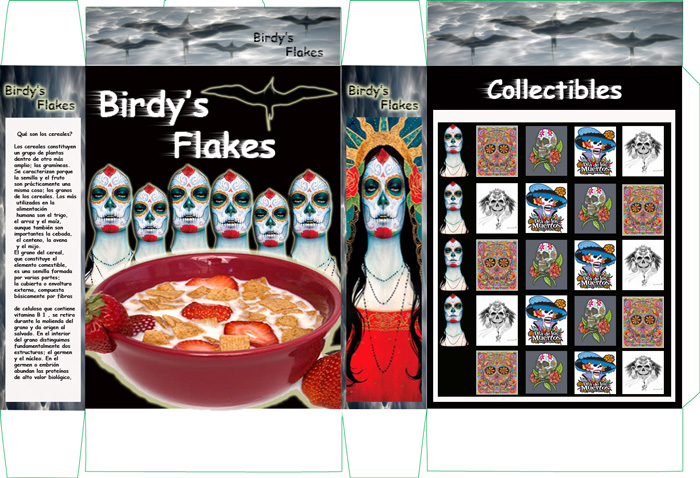 Birdy's
Flakes
Birdy's
Flakes
Qué son los cereales?
Los cereales constituyen
un grupo de plantas
dentro de otro más
amplio; las gramíneas.
Se caracterizan porque
la semilla y el fruto
son prácticamente una
misma cosa; los granos
de los cereales. Los más
utilizados en la
alimentación
humana son el trigo,
el arroz y el maíz,
aunque también son
importantes la cebada,
el centeno, la avena
y el mijo.
El grano del cereal,
que constituye el
elemento comestible,
es una semilla formada
por varias partes;
la cubierta o envoltura
externa, compuesta
básicamente por fibras
de celulosa que contiene
vitamina B 1 , se retira
durante la molienda del
grano y da origen al
salvado. En el interior
del grano distinguimos
fundamentalmente dos
estructuras; el germen
y el núcleo. En el
germen o embrión
abundan las proteínas
de alto valor biológico.
Birdy's
Flakes
Birdy's
Flakes
Collectibles
Muertos
Muertos
Muertos
Muertos
Muertos